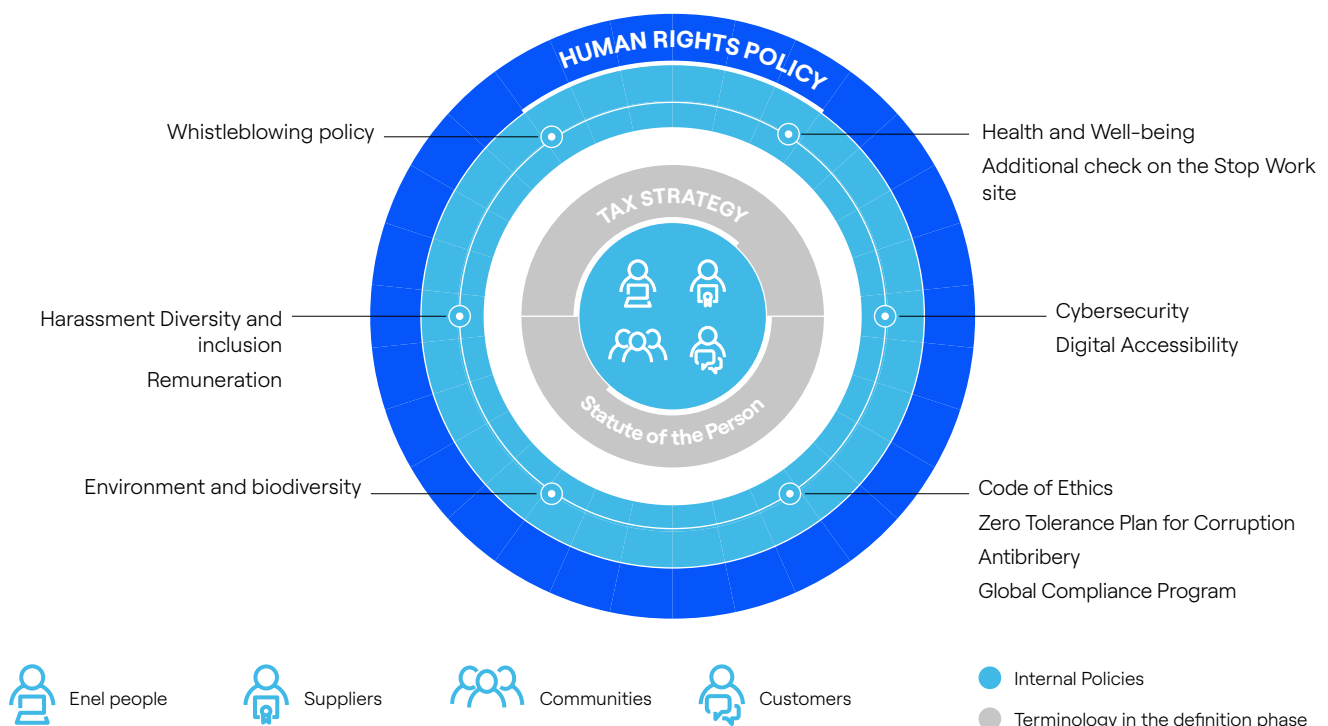 HUMAN RIGHTS POLICY
Whistleblowing policy
Health and Well-being
Additional check on the Stop Work
site
TAX STRATEGY
Harassment Diversity and
inclusion
Remuneration
Cybersecurity
Digital Accessibility
Statute of the Person
Environment and biodiversity
Code of Ethics
Zero Tolerance Plan for Corruption
Antibribery
Global Compliance Program
Enel people
Suppliers
Communities
Customers
Internal Policies
Terminology in the definition phase